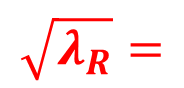 √λ_R =